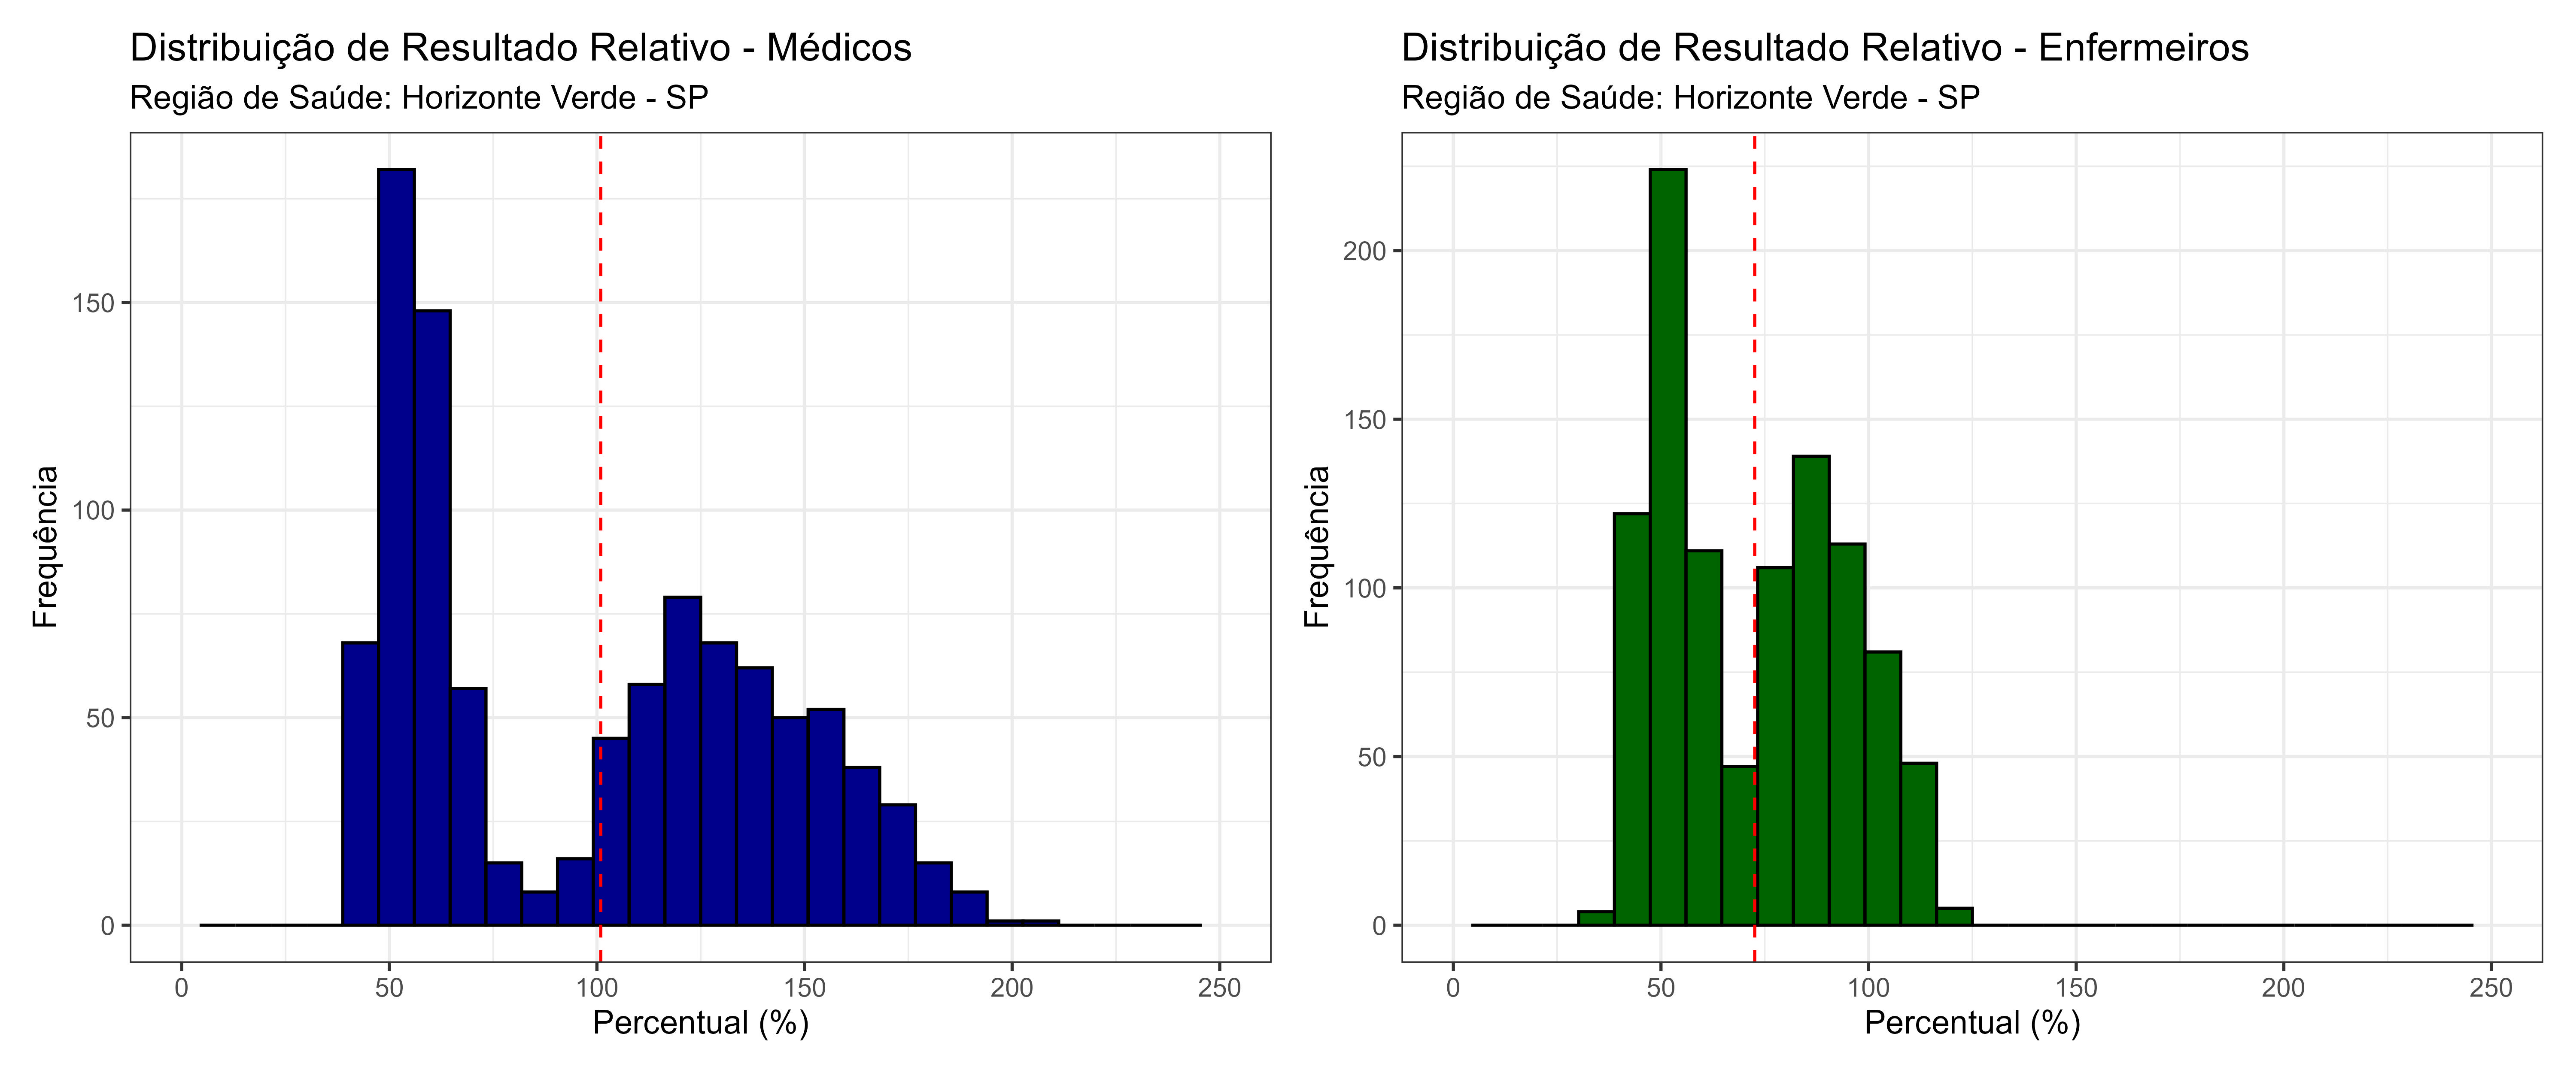 Distribuição de Resultado Relativo - Médicos
Região de Saúde: Horizonte Verde - SP
Frequência
150
100
50
0
0 50 100 150 200 250
Percentual (%)
Distribuição de Resultado Relativo - Enfermeiros
Região de Saúde: Horizonte Verde - SP
Frequência
200
150
100
50
0
0 50 100 150 200 250
Percentual (%)